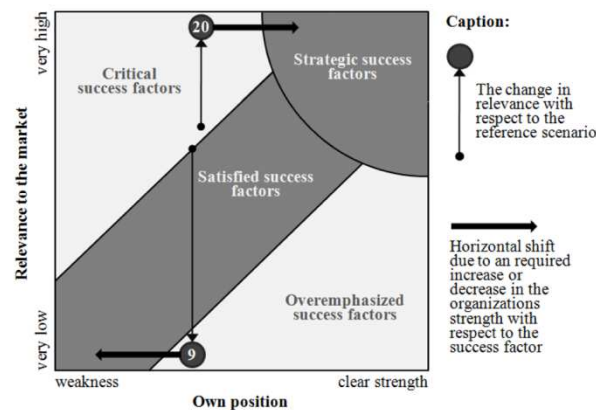 very high
Relevance to the market
very low
20
Critical
success factors
Strategic success
factors
Satisfied success
factors
Overemphasized
success factors
9
weakness
clear strength
Own position
Caption:
The change in
relevance with
respect to the
reference scenario
Horizontal shift
due to an required
increase or
decrease in the
organizations
strength with
respect to the
success factor